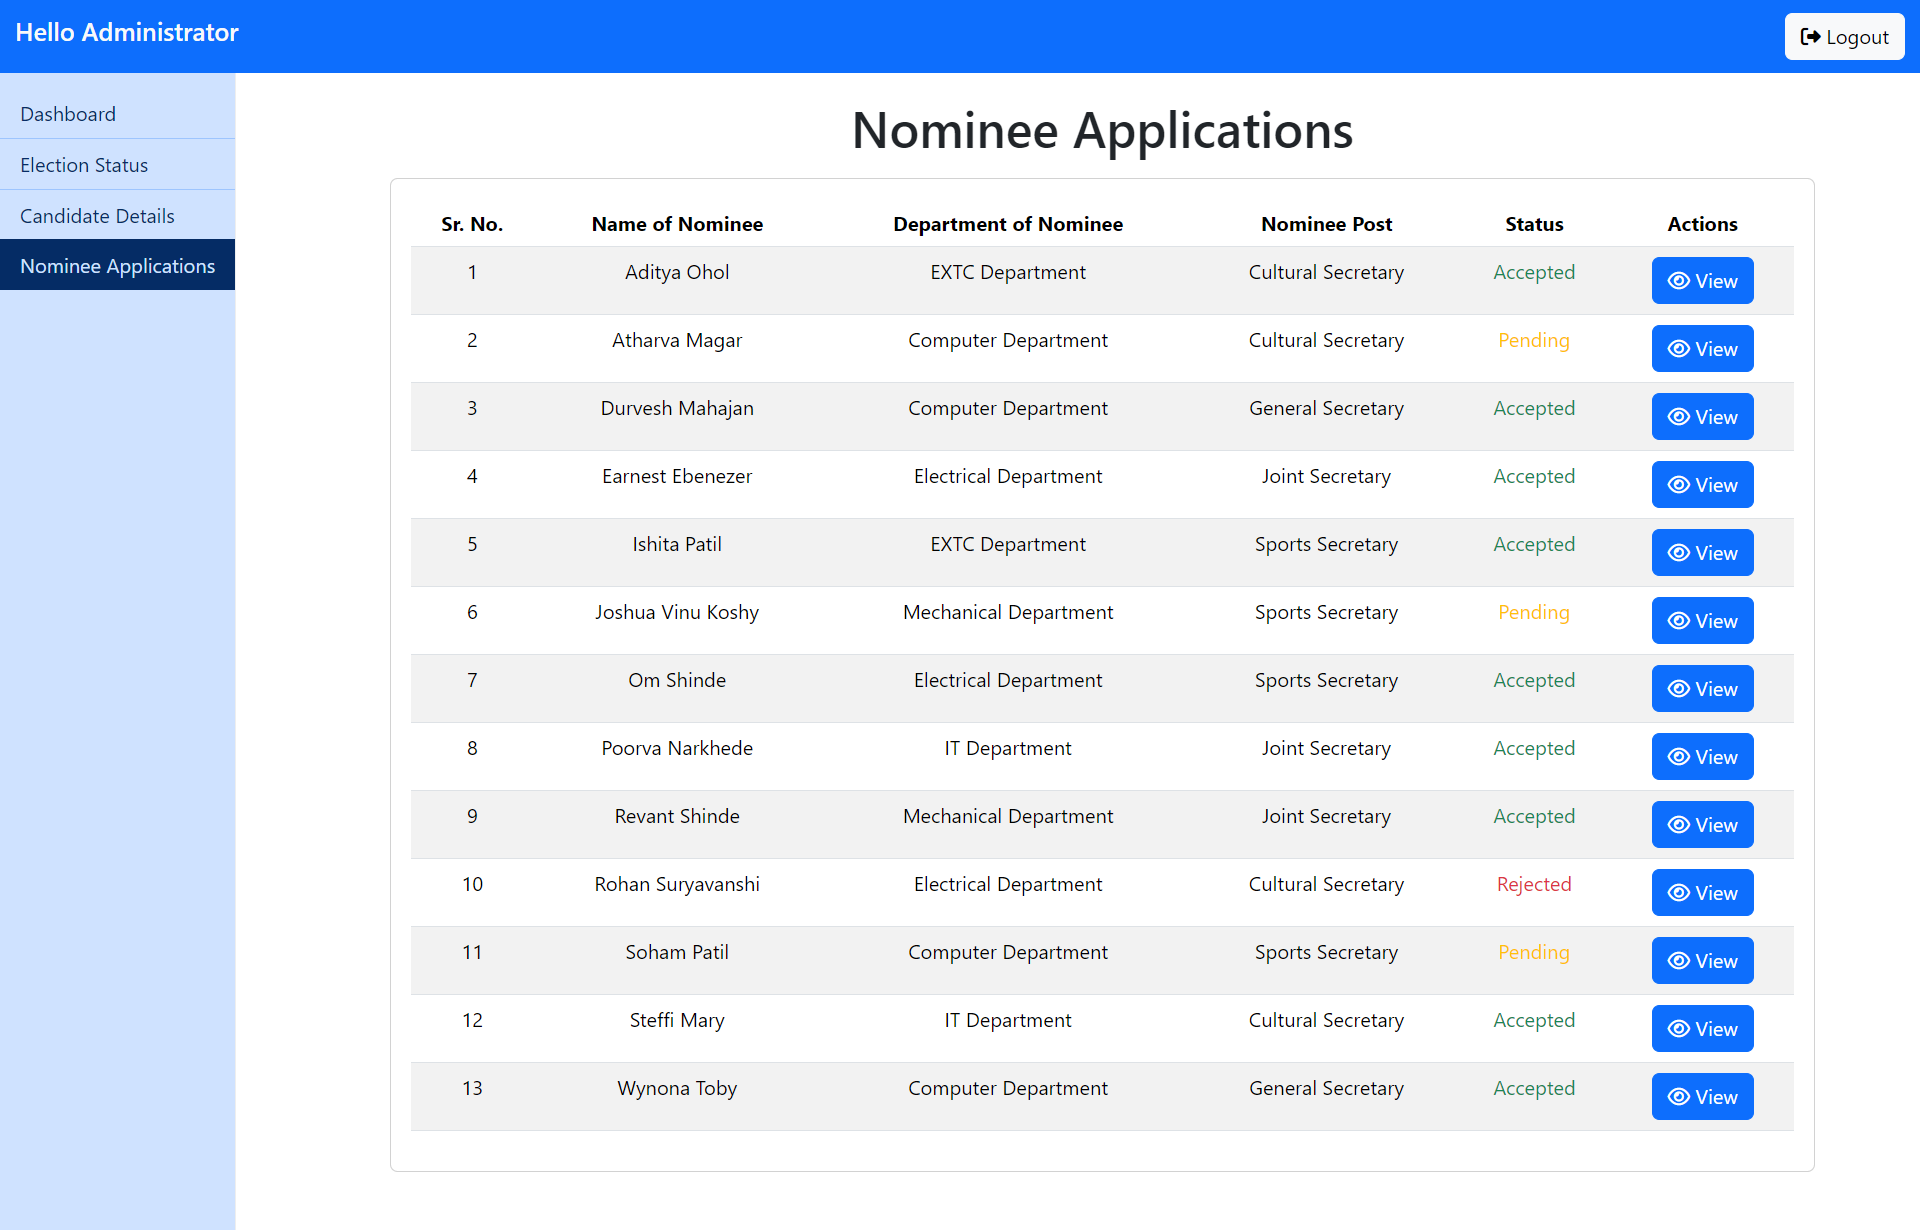 Hello Administrator
Logout
Dashboard
Election Status
Candidate Details
Nominee Applications
Nominee Applications
Sr. No. Name of Nominee Department of Nominee Nominee Post Status Actions
1 Aditya Ohol EXTC Department Cultural Secretary Accepted View
2 Atharva Magar Computer Department Cultural Secretary Pending View
3 Durvesh Mahajan Computer Department General Secretary Accepted View
4 Earnest Ebenezer Electrical Department Joint Secretary Accepted View
5 Ishita Patil EXTC Department Sports Secretary Accepted View
6 Joshua Vinu Koshy Mechanical Department Sports Secretary Pending View
7 Om Shinde Electrical Department Sports Secretary Accepted View
8 Poorva Narkhede IT Department Joint Secretary Accepted View
9 Revant Shinde Mechanical Department Joint Secretary Accepted View
10 Rohan Suryavanshi Electrical Department Cultural Secretary Rejected View
11 Soham Patil Computer Department Sports Secretary Pending View
12 Steffi Mary IT Department Cultural Secretary Accepted View
13 Wynona Toby Computer Department General Secretary Accepted View